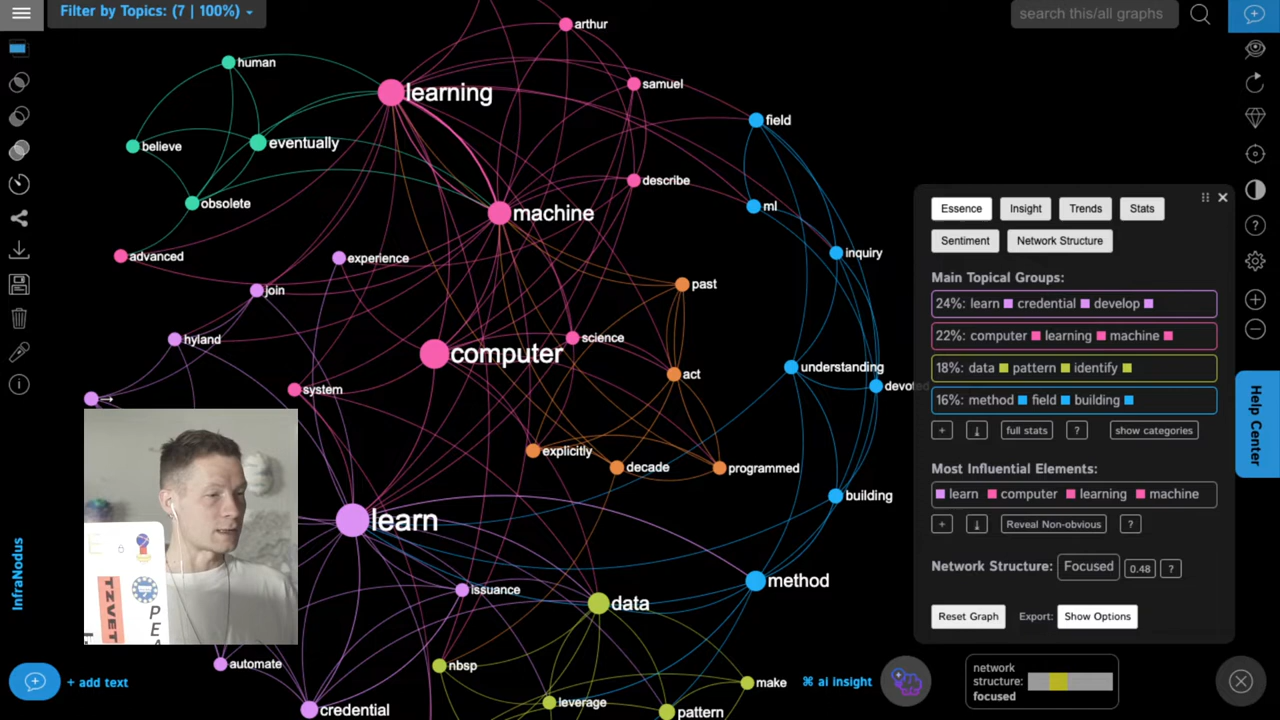 Filter by Topics: (7 | 100%)
search this/all graphs
arthur
human
learning
samuel
field
believe
eventually
describe
obsolete
machine
ml
advanced
experience
inquiry
join
past
hyland
science
computer
understanding
act
devoted
system
explicitly
decade
programmed
building
learn
method
issuance
data
automate
nbsp
make
leverage
credential
pattern
InfraNodus
+ add text
TZVET
PEA
Essence
Insight
Trends
Stats
Sentiment
Network Structure
Main Topical Groups:
24%: learn credential develop
22%: computer learning machine
18%: data pattern identify
16%: method field building
+
full stats
?
show categories
Most Influential Elements:
learn computer learning machine
+
Reveal Non-obvious
?
Network Structure: Focused 0.48 ?
Reset Graph
Export:
Show Options
⌘ ai insight
network
structure:
focused
Help Center